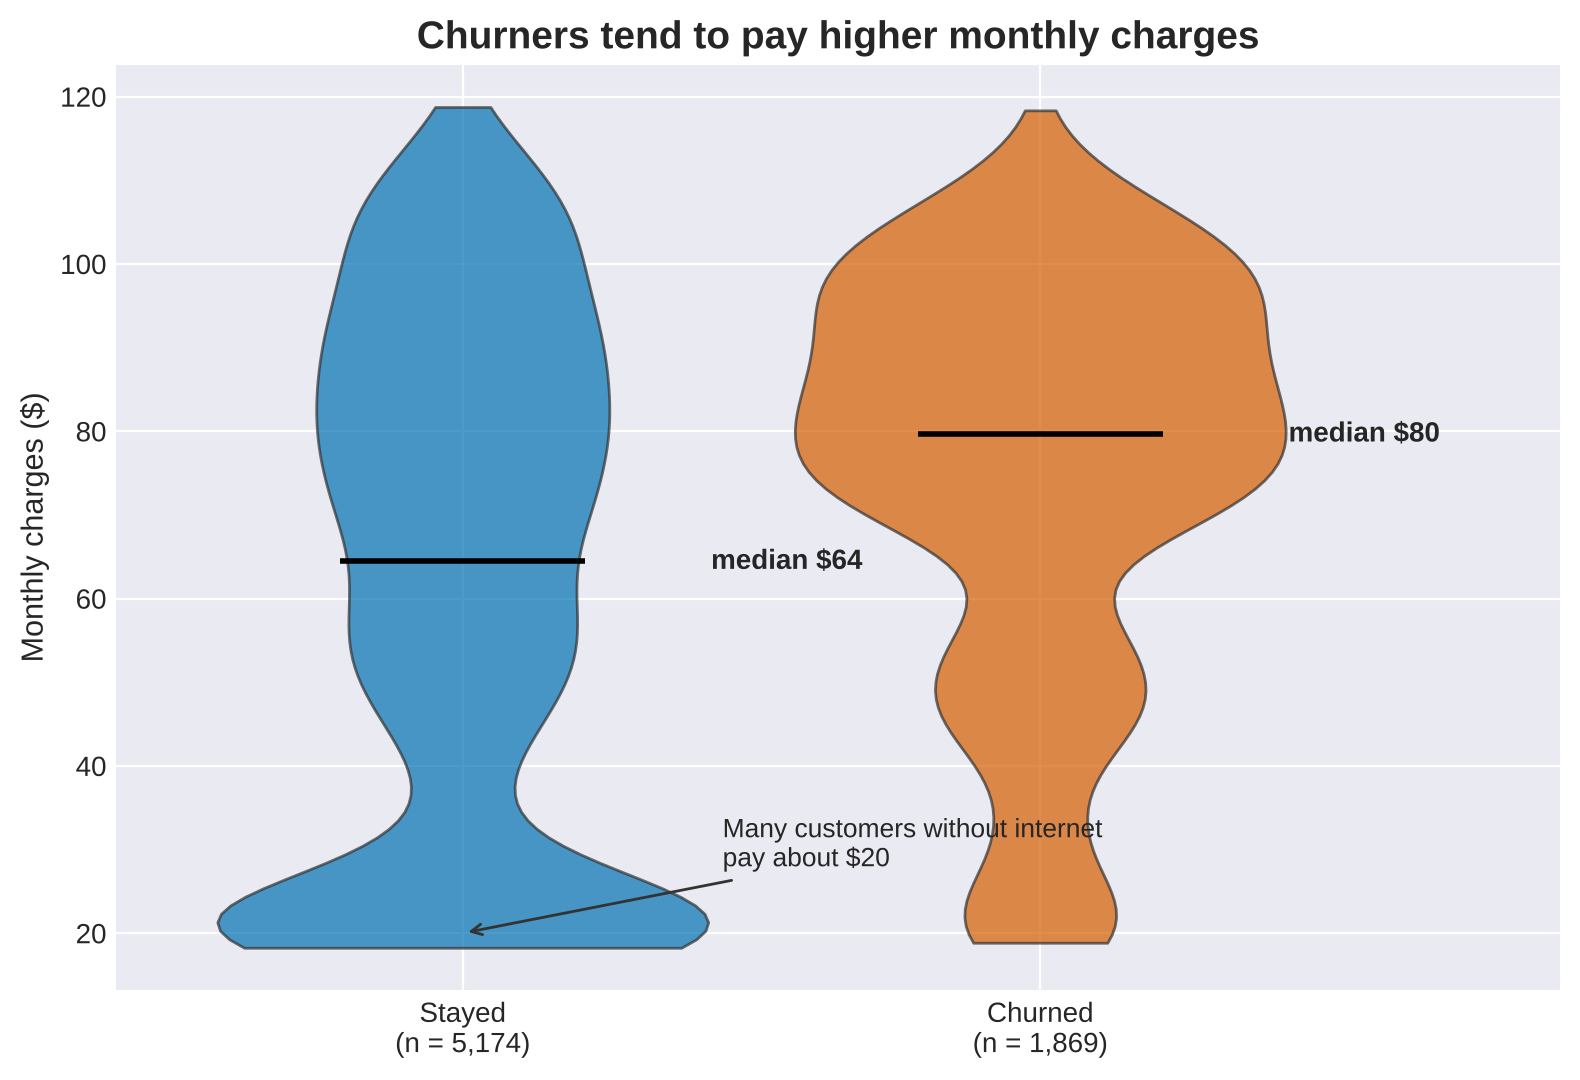 Churners tend to pay higher monthly charges
Monthly charges ($)
120
100
80
60
40
20
median $80
median $64
Many customers without internet
pay about $20
Stayed
(n = 5,174)
Churned
(n = 1,869)